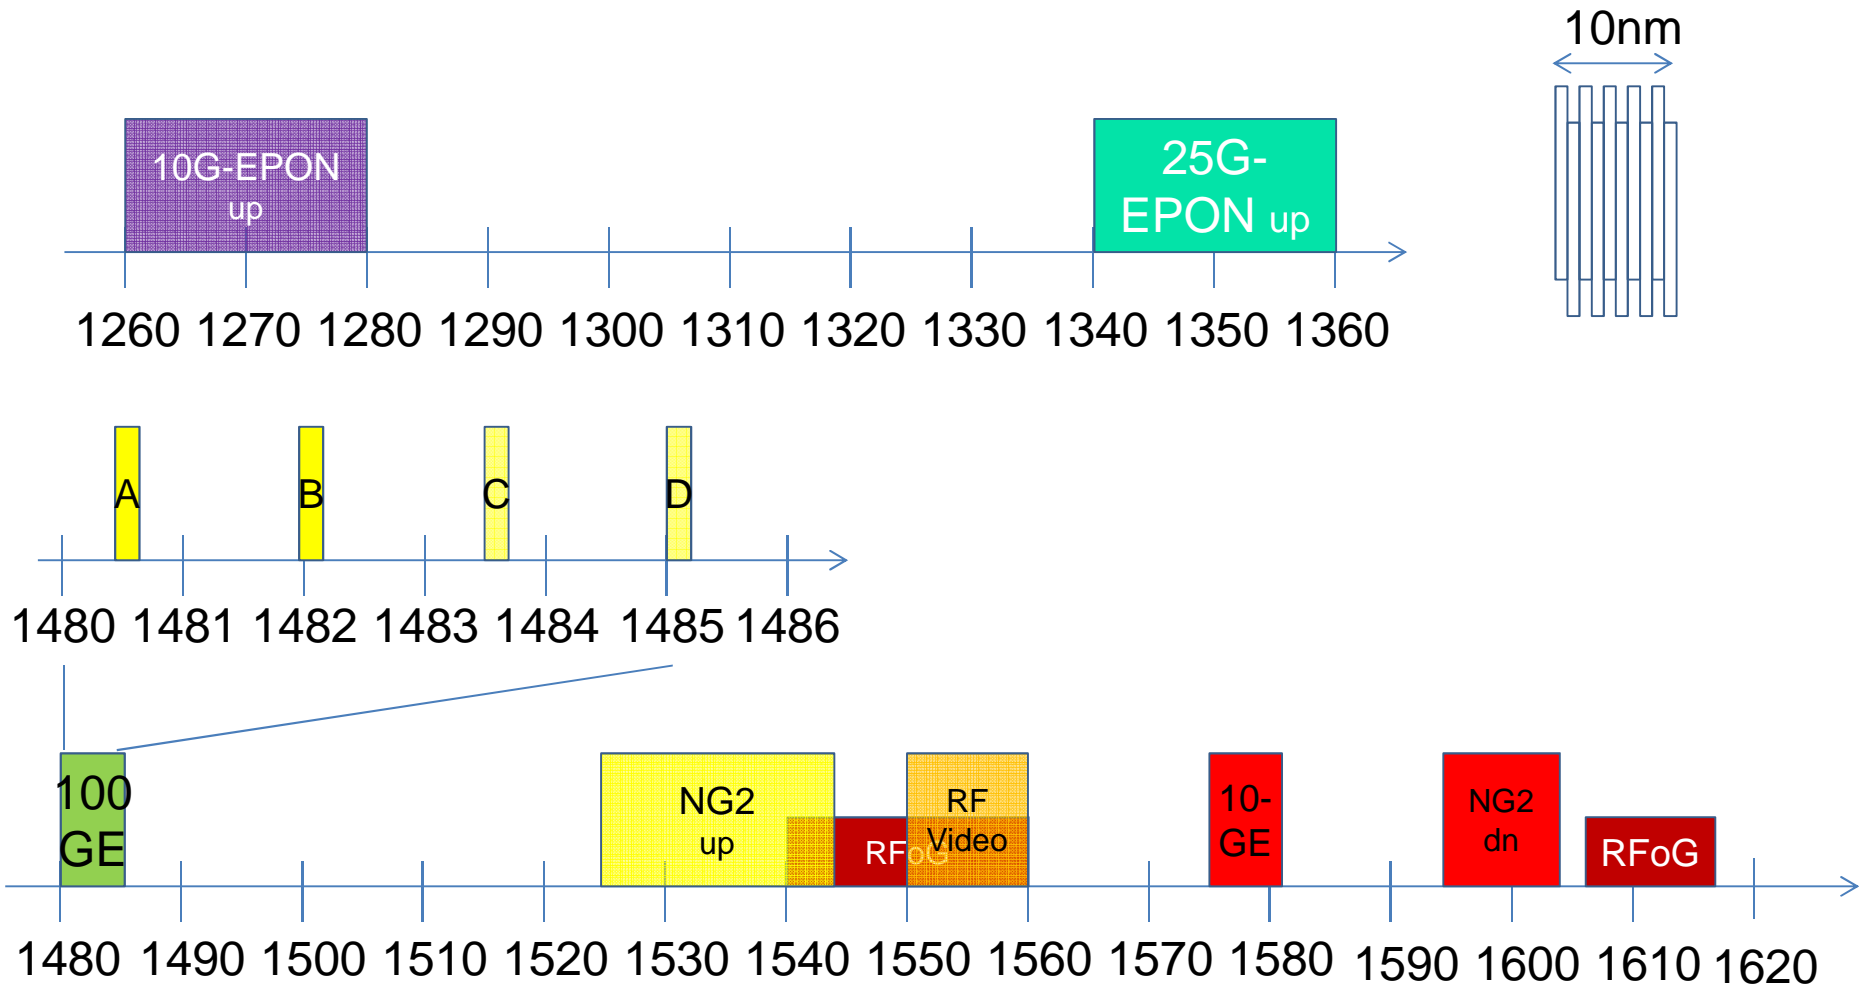 10nm
10G-EPON
up
25G-
EPON up
1260 1270 1280 1290 1300 1310 1320 1330 1340 1350 1360
A B C D
1480 1481 1482 1483 1484 1485 1486
100
GE
NG2
up
RFoG
RF
Video
10-
GE
NG2
dn
RFoG
1480 1490 1500 1510 1520 1530 1540 1550 1560 1570 1580 1590 1600 1610 1620